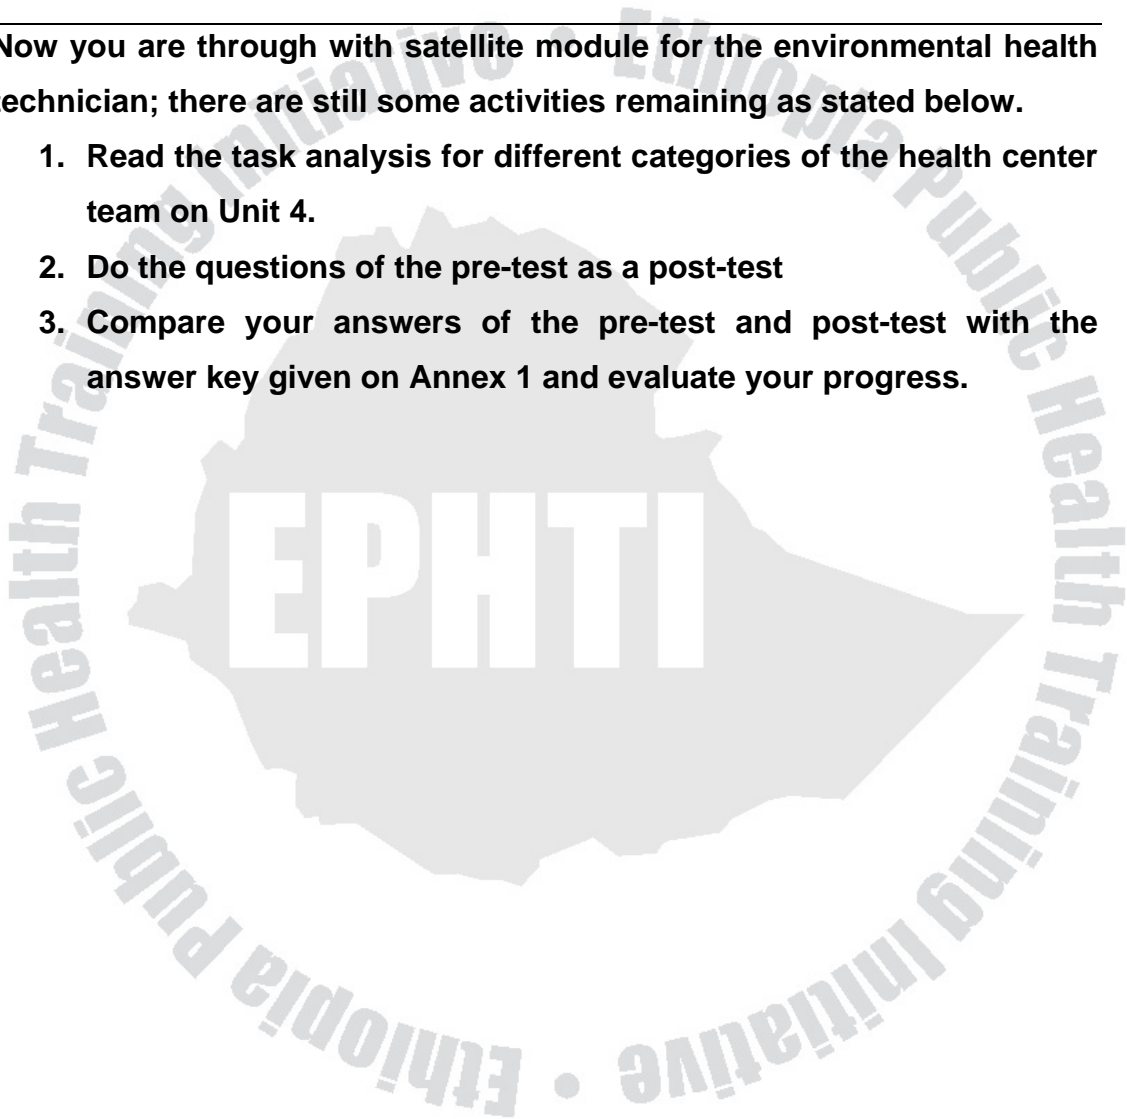 Now you are through with satellite module for the environmental health
technician; there are still some activities remaining as stated below.
1. Read the task analysis for different categories of the health center
team on Unit 4.
2. Do the questions of the pre-test as a post-test
3. Compare your answers of the pre-test and post-test with the
answer key given on Annex 1 and evaluate your progress.
EPHTI
Ethiopia Public Health Training Initiative • Ethiopia Public Health Training Initiative •